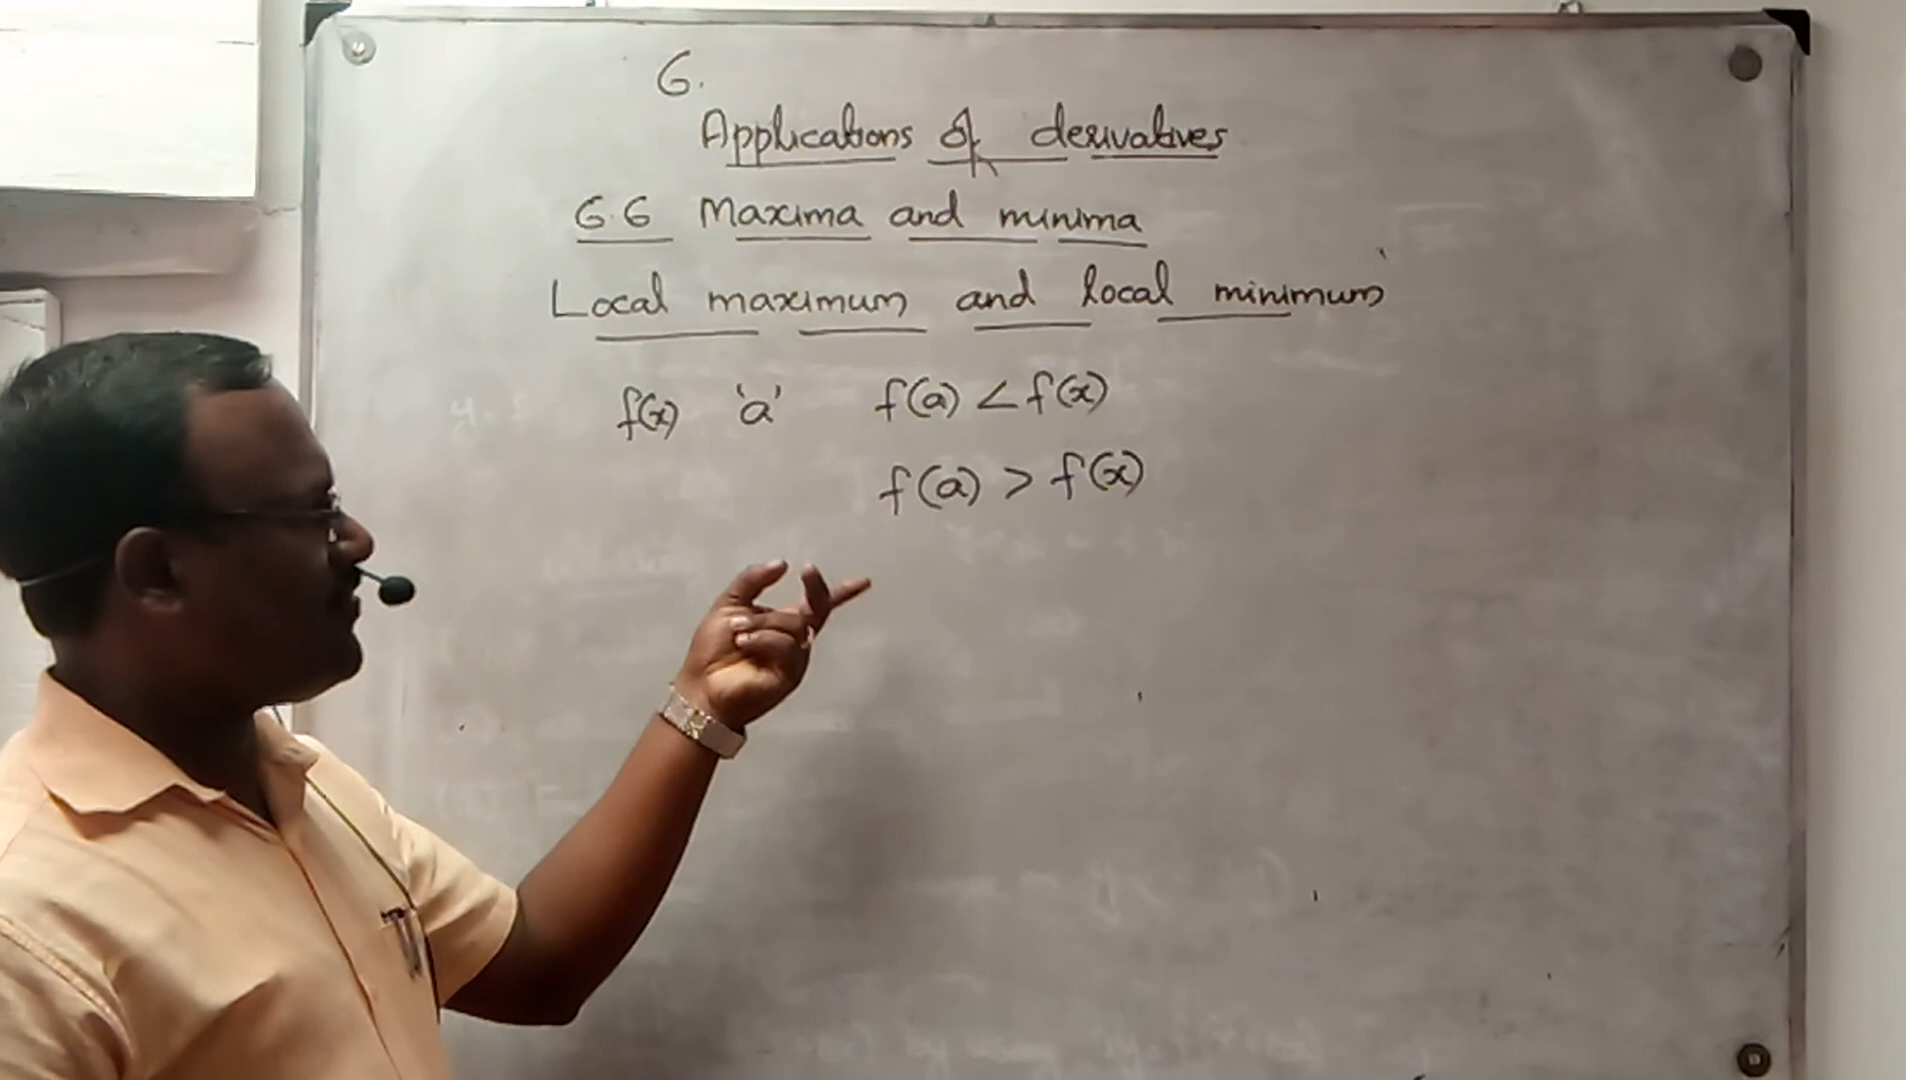 6.
Applications of derivatives
6.6 Maxima and minima
Local maximum and local minimum
f(x) 'a' f(a) < f(x)
f(a) > f(x)